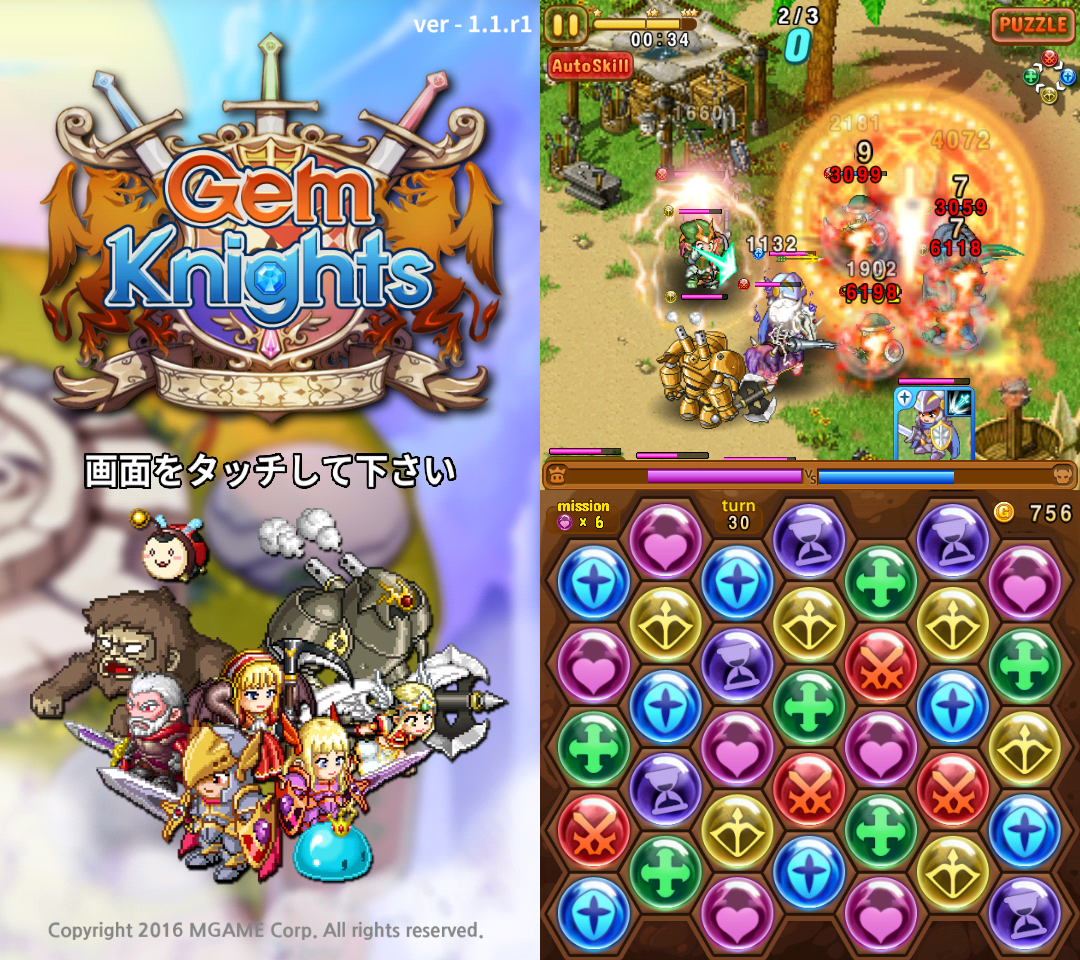 ver - 1.1.r1
Gem
Knights
画面をタッチして下さい
Copyright 2016 MGAME Corp. All rights reserved.
00:34
2/3
0
PUZZLE
AutoSkill
1660
2181
4072
9
3099
7
3059
7
6118
1132
1902
6198
Vs
mission
x 6
turn
30
G 756